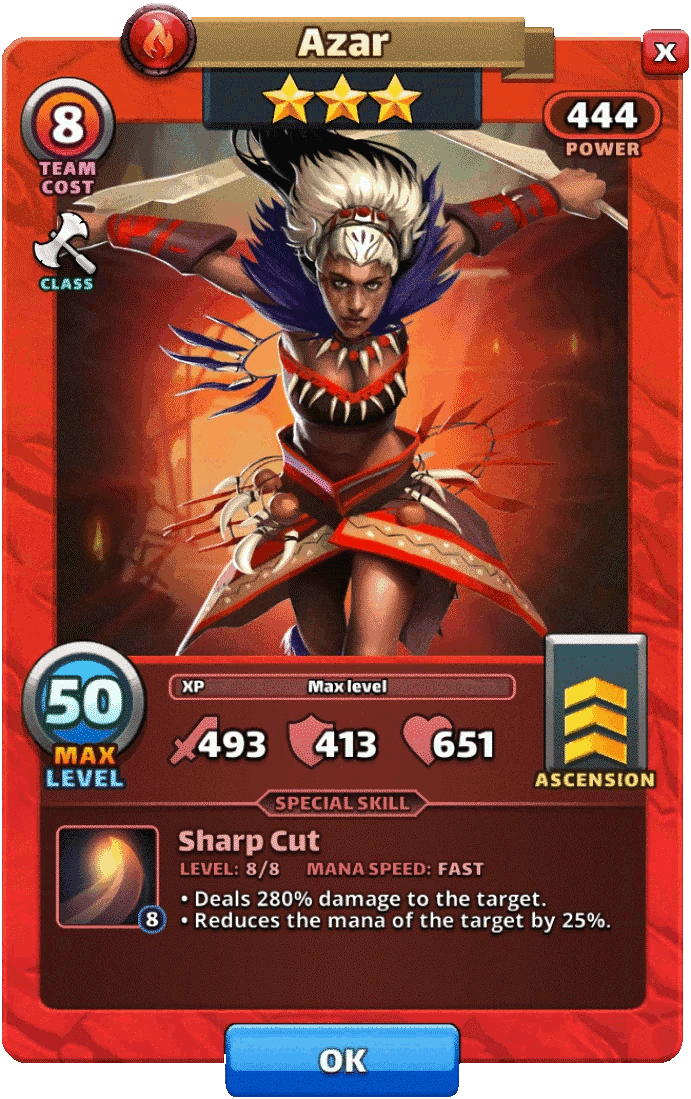 Azar
8
TEAM
COST
444
POWER
x
CLASS
50
MAX
LEVEL
XP Max level
493 413 651
ASCENSION
SPECIAL SKILL
Sharp Cut
LEVEL: 8/8 MANA SPEED: FAST
• Deals 280% damage to the target.
• Reduces the mana of the target by 25%.
8
OK